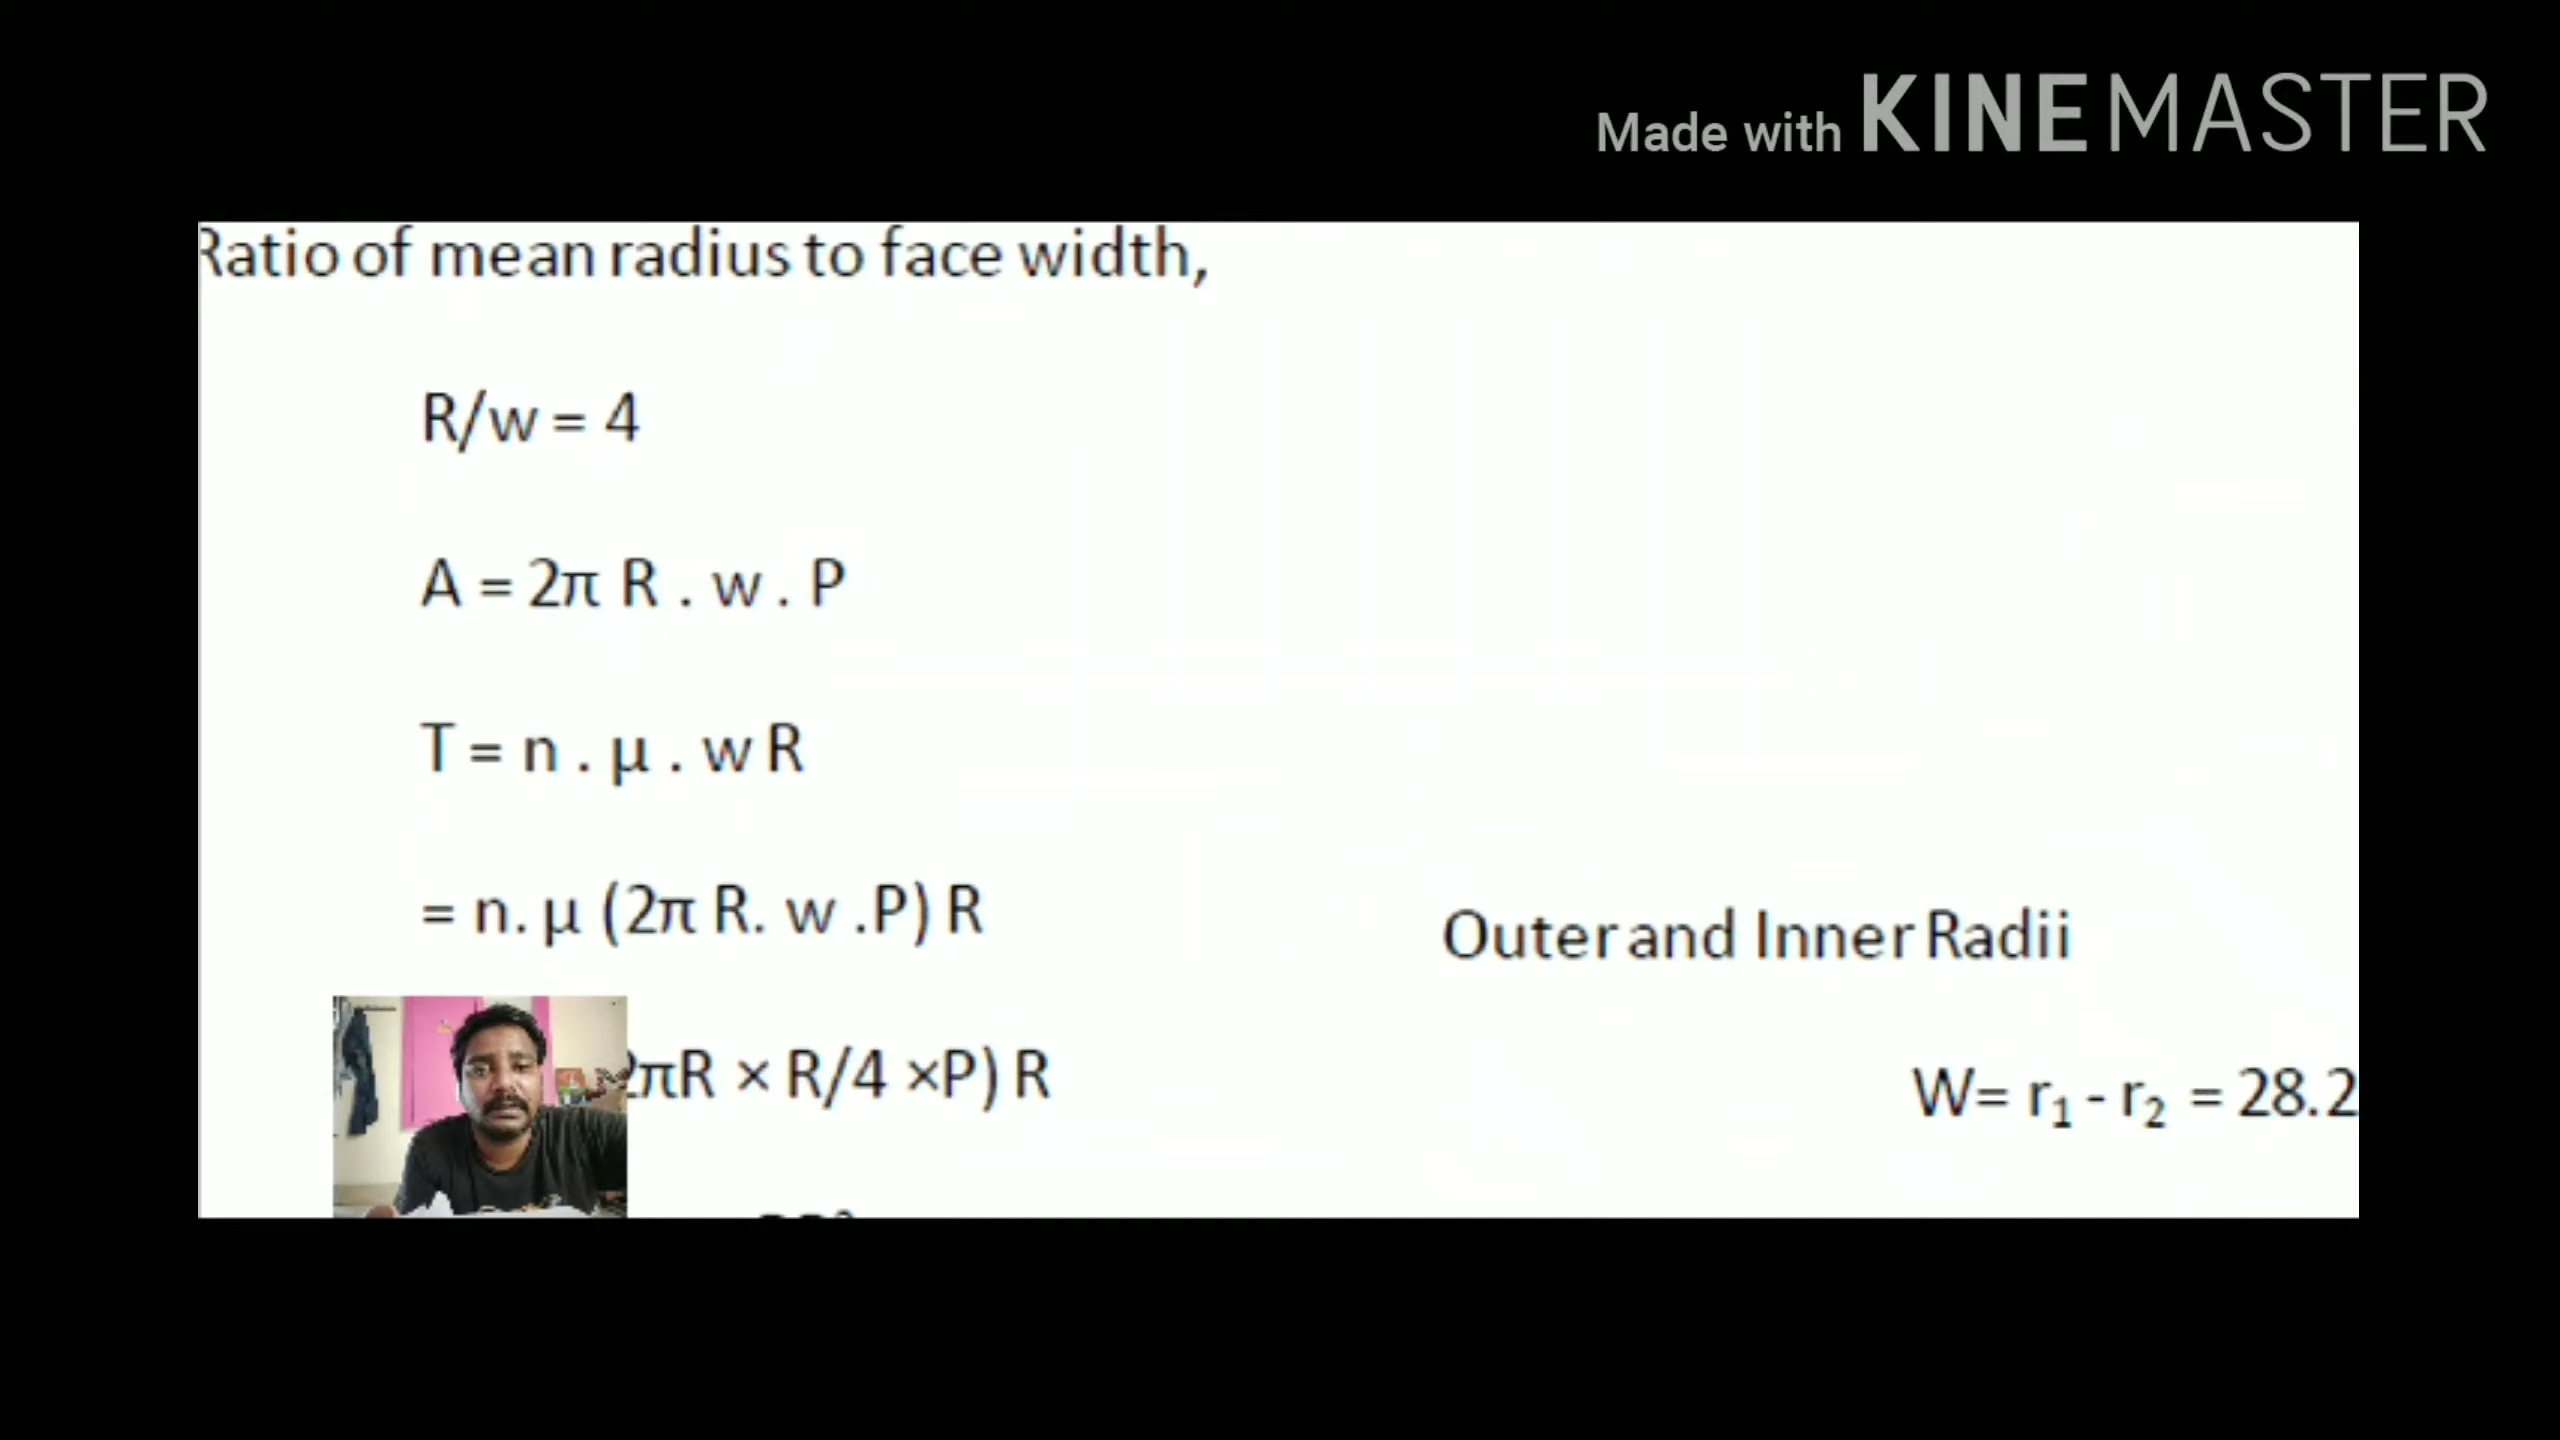 Made with KINEMASTER
Ratio of mean radius to face width,
R/w = 4
A = 2π R . w . P
T = n . μ . w R
= n. μ (2π R. w .P) R
2πR × R/4 ×P) R
Outer and Inner Radii
W= r₁ - r₂ = 28.2